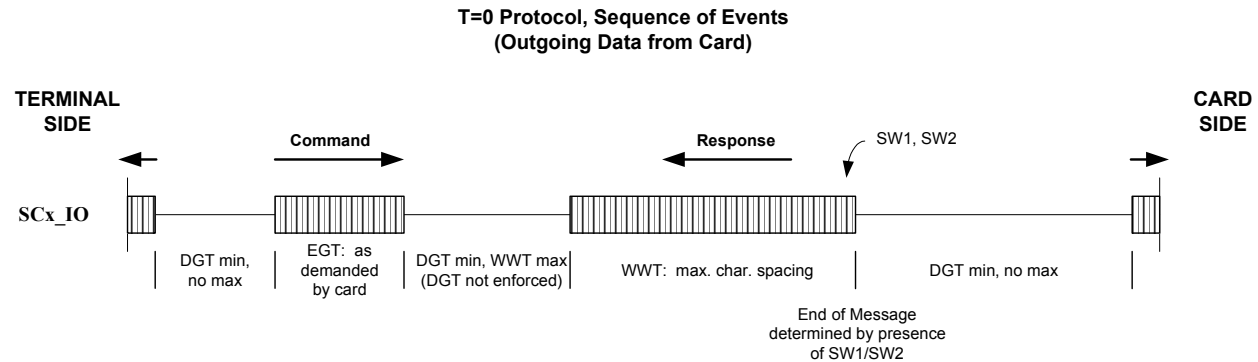 T=0 Protocol, Sequence of Events
(Outgoing Data from Card)
TERMINAL
SIDE
CARD
SIDE
Command
Response
SW1, SW2
SCx_IO
DGT min,
no max
EGT: as
demanded
by card
DGT min, WWT max
(DGT not enforced)
WWT: max. char. spacing
DGT min, no max
End of Message
determined by presence
of SW1/SW2